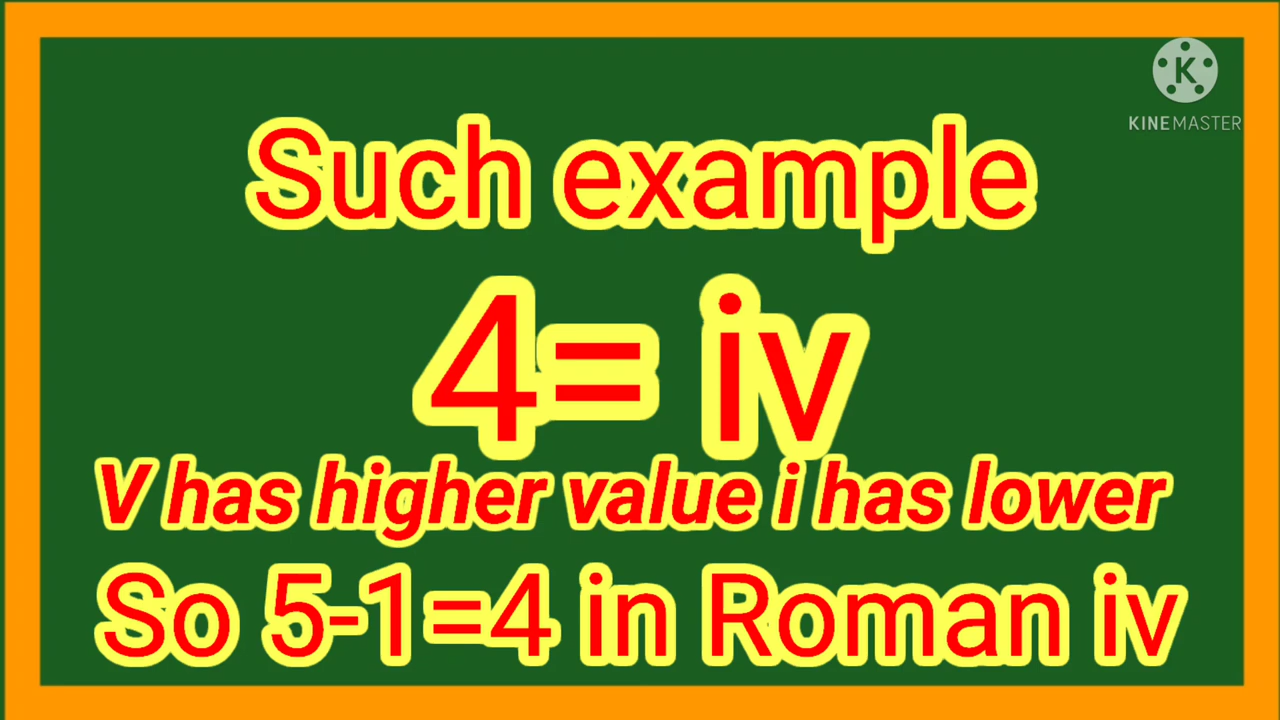 K
KINEMASTER
Such example
4= iv
V has higher value i has lower
So 5-1=4 in Roman iv